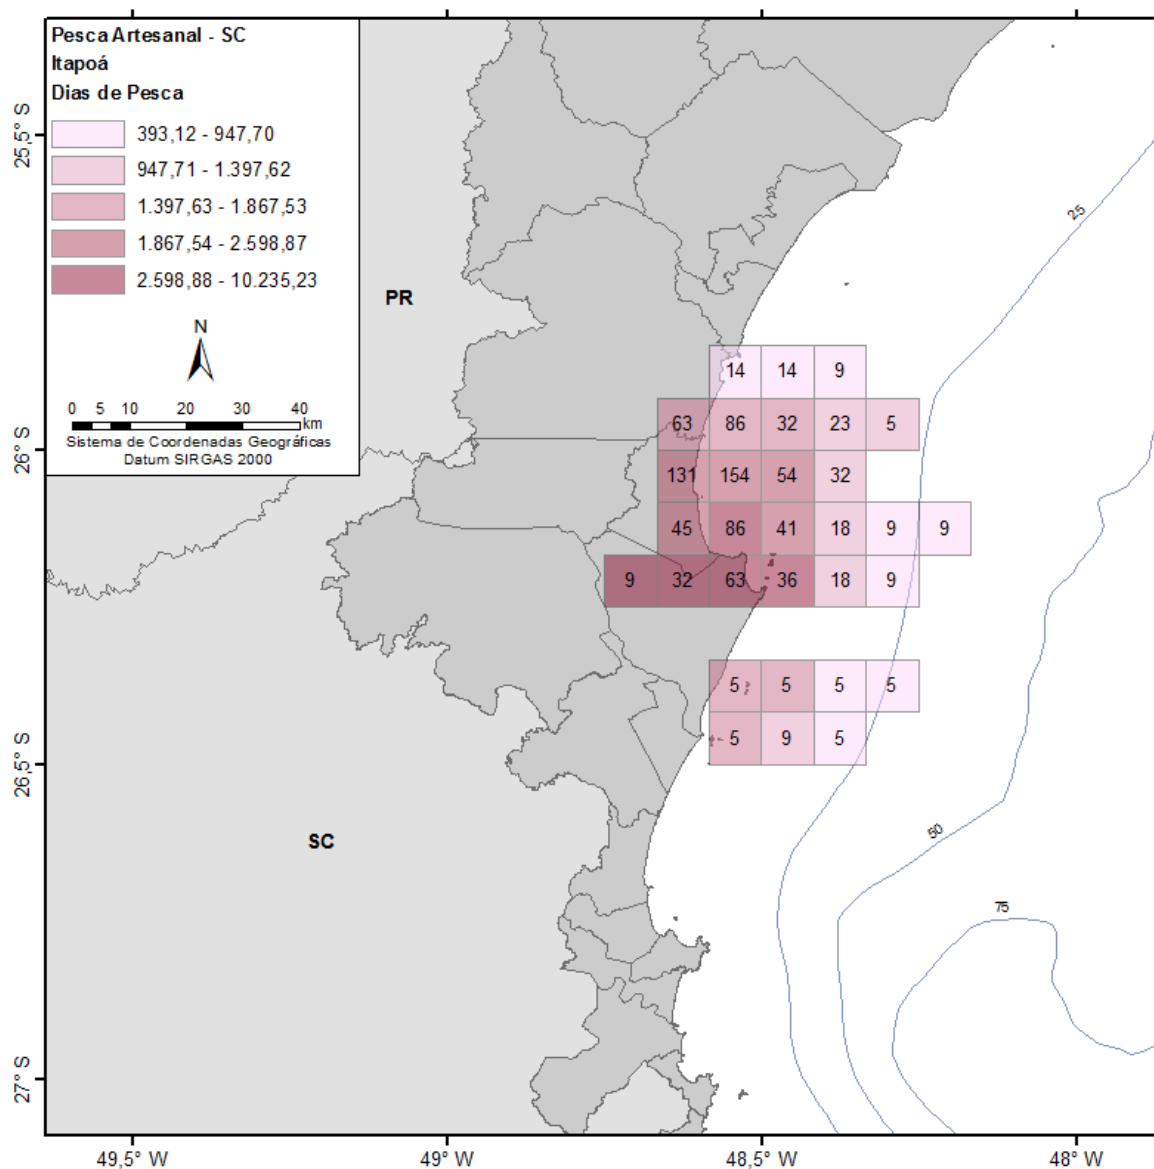 Pesca Artesanal - SC
Itapoá
Dias de Pesca
393,12 - 947,70
947,71 - 1.397,62
1.397,63 - 1.867,53
1.867,54 - 2.598,87
2.598,88 - 10.235,23
N
0 5 10 20 30 40
km
Sistema de Coordenadas Geográficas
Datum SIRGAS 2000
25,5° S
26° S
26,5° S
27° S
PR
SC
25
14 14 9
63 86 32 23 5
131 154 54 32
45 86 41 18 9 9
9 32 63 36 18 9
5 5 5 5
5 9 5
50
75
49,5° W 49° W 48,5° W 48° W